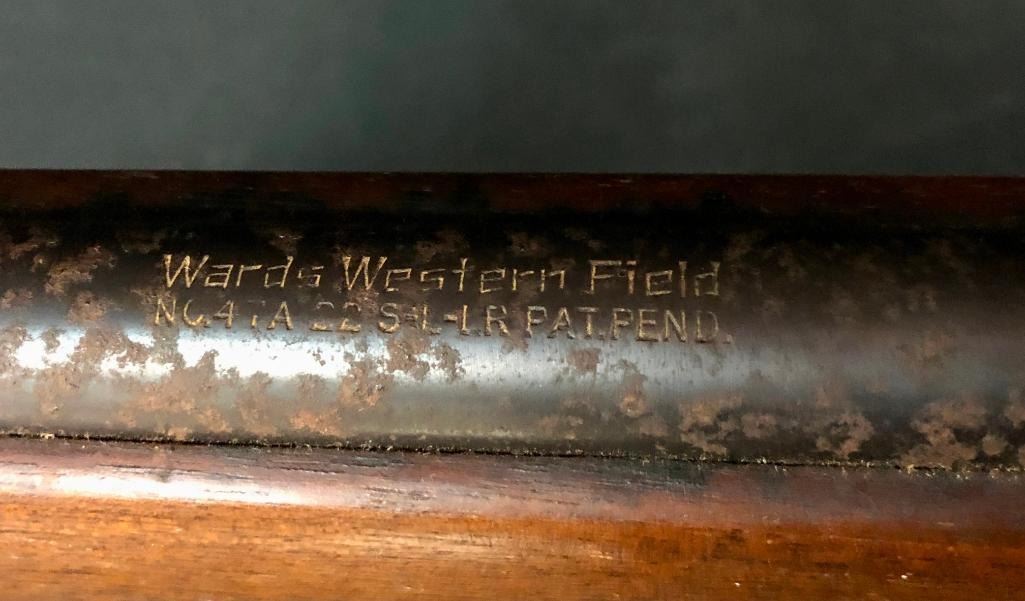 Wards Western Field
NO.47A 22 S-L-LR PAT.PEND.